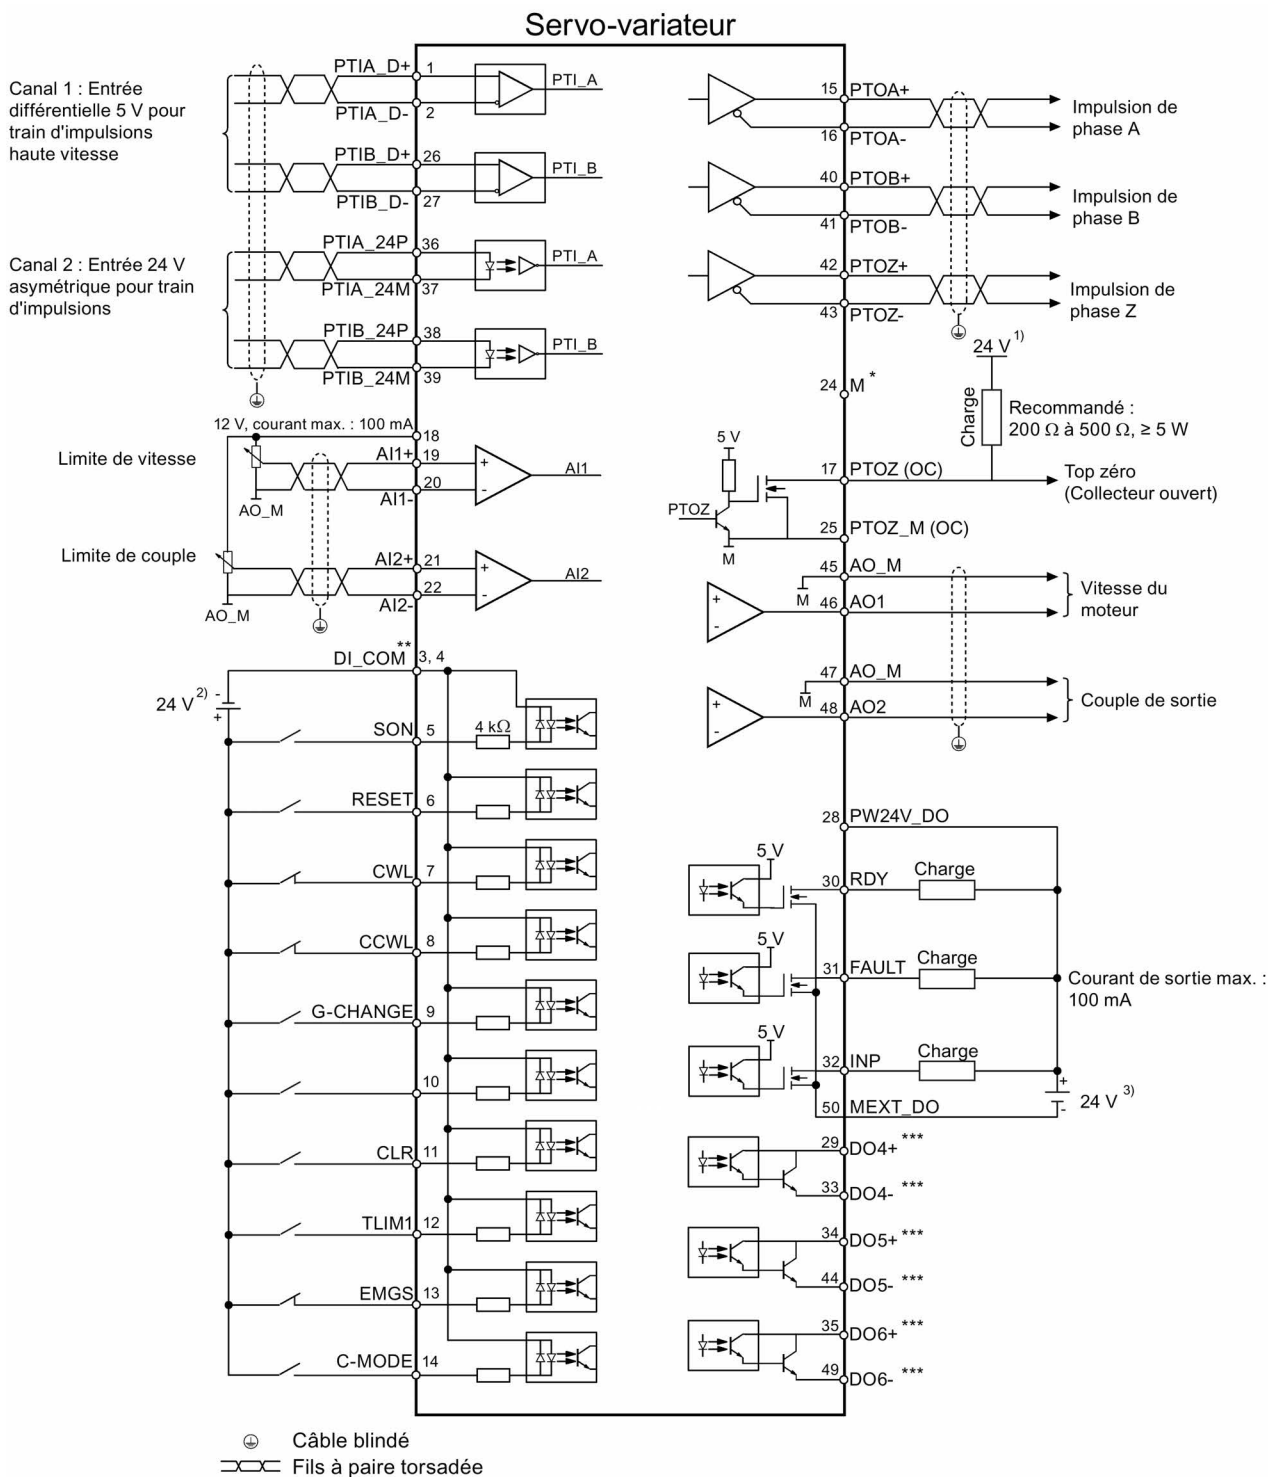 Servo-variateur
Canal 1 : Entrée
différentielle 5 V pour
train d'impulsions
haute vitesse
PTIA_D+
1
PTI_A
PTIA_D-
2
PTIB_D+
26
PTI_B
PTIB_D-
27
Canal 2 : Entrée 24 V
asymétrique pour train
d'impulsions
PTIA_24P
36
PTI_A
PTIA_24M
37
PTIB_24P
38
PTI_B
PTIB_24M
39
12 V, courant max. : 100 mA
18
Limite de vitesse
AI1+
19
+
-
AI1
20
AI1-
AO_M
Limite de couple
AI2+
21
+
-
AI2
22
AI2-
AO_M
DI_COM**
3, 4
24 V 2)
-
+
SON
5
4 kΩ
RESET
6
CWL
7
CCWL
8
G-CHANGE
9
10
CLR
11
TLIM1
12
EMGS
13
C-MODE
14
15
PTOA+
16
PTOA-
Impulsion de
phase A
40
PTOB+
41
PTOB-
Impulsion de
phase B
42
PTOZ+
43
PTOZ-
Impulsion de
phase Z
24
M *
24 V 1)
Charge
Recommandé :
200 Ω à 500 Ω, ≥ 5 W
5 V
17
PTOZ (OC)
Top zéro
(Collecteur ouvert)
PTOZ
M
25
PTOZ_M (OC)
45
AO_M
M
46
AO1
+
-
Vitesse du
moteur
47
AO_M
M
48
AO2
+
-
Couple de sortie
28
PW24V_DO
5 V
30
RDY
Charge
5 V
31
FAULT
Charge
Courant de sortie max. :
100 mA
5 V
32
INP
Charge
+
-
24 V 3)
50
MEXT_DO
29
DO4+ ***
33
DO4- ***
34
DO5+ ***
44
DO5- ***
35
DO6+ ***
49
DO6- ***
Câble blindé
Fils à paire torsadée